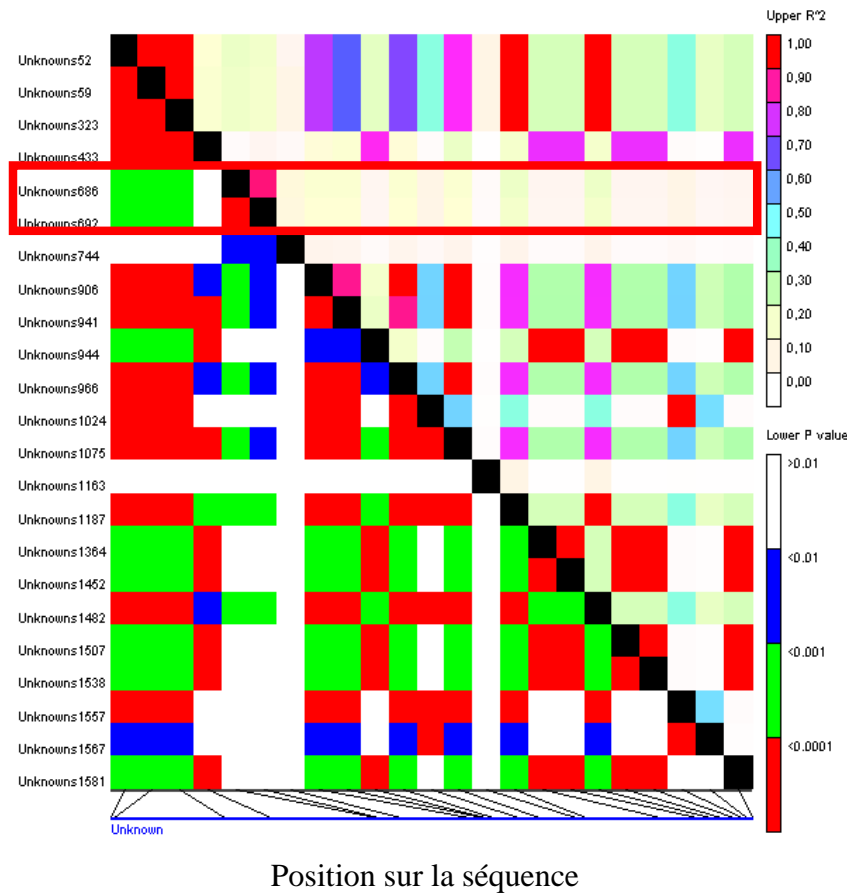 Upper R^2
Unknowns52
Unknowns59
Unknowns323
Unknowns433
Unknowns686
Unknowns692
Unknowns744
Unknowns906
Unknowns941
Unknowns944
Unknowns966
Unknowns1024
Unknowns1075
Unknowns1163
Unknowns1187
Unknowns1364
Unknowns1452
Unknowns1482
Unknowns1507
Unknowns1538
Unknowns1557
Unknowns1567
Unknowns1581
1,00
0,90
0,80
0,70
0,60
0,50
0,40
0,30
0,20
0,10
0,00
Lower P value
>0.01
<0.01
<0.001
<0.0001
Unknown
Position sur la séquence